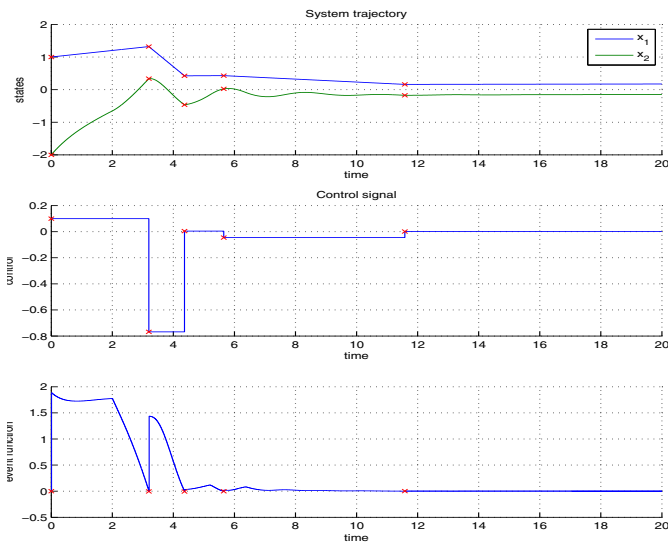 System trajectory
x1
x2
2
1
0
−1
−2
states
0 2 4 6 8 10 12 14 16 18 20
time
Control signal
0.2
0
−0.2
−0.4
−0.6
−0.8
control
0 2 4 6 8 10 12 14 16 18 20
time
2
1.5
1
0.5
0
−0.5
event function
0 2 4 6 8 10 12 14 16 18 20
time